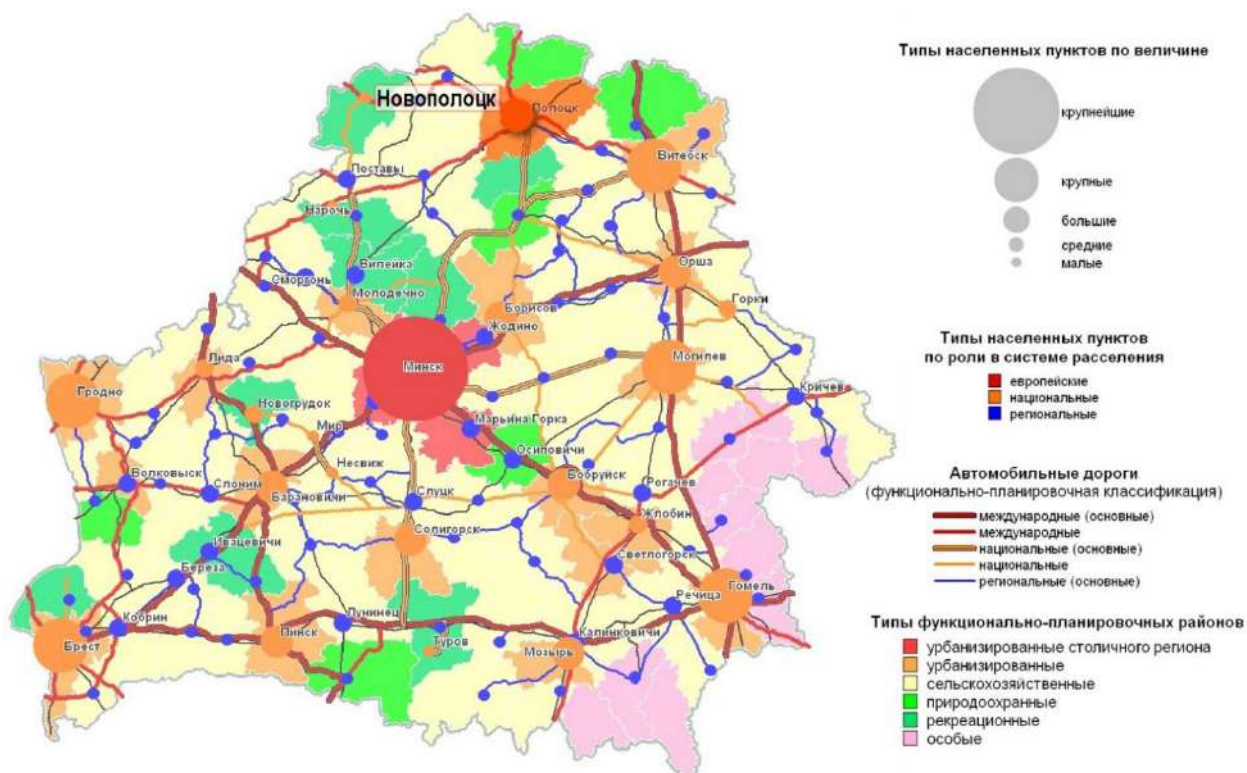 Новополоцк
Полоцк
Витебск
Поставы
Нарочь
Вилейка
Сморгонь
Молодечно
Орша
Борисов
Горки
Жодино
Минск
Могилев
Лида
Гродно
Кричев
Новогрудок
Мир
Марьина Горка
Осиповичи
Несвиж
Волковыск
Слоним
Барановичи
Бобруйск
Рогачев
Слуцк
Жлобин
Солигорск
Ивацевичи
Светлогорск
Береза
Гомель
Речица
Кобрин
Лунинец
Пинск
Калинковичи
Туров
Брест
Мозырь
Типы населенных пунктов по величине
крупнейшие
крупные
большие
средние
малые
Типы населенных пунктов
по роли в системе расселения
европейские
национальные
региональные
Автомобильные дороги
(функционально-планировочная классификация)
международные (основные)
международные
национальные (основные)
национальные
региональные (основные)
Типы функционально-планировочных районов
урбанизированные столичного региона
урбанизированные
сельскохозяйственные
природоохранные
рекреационные
особые